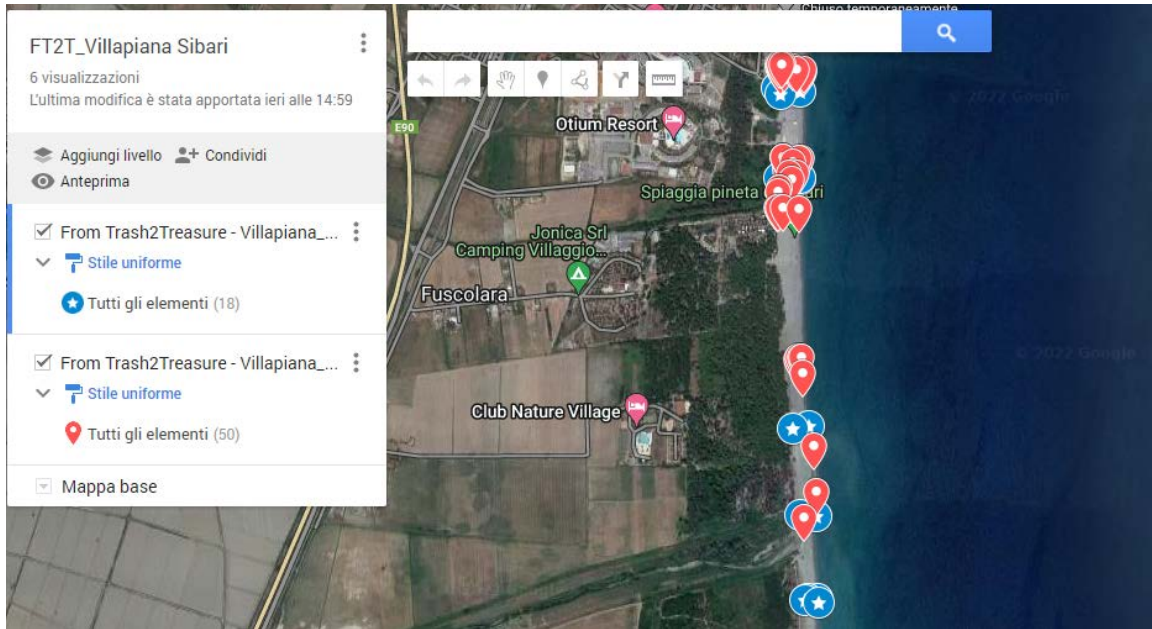 FT2T_Villapiana Sibari
6 visualizzazioni
L'ultima modifica è stata apportata ieri alle 14:59
Aggiungi livello
Condividi
Anteprima
From Trash2Treasure - Villapiana_...
Stile uniforme
Tutti gli elementi (18)
From Trash2Treasure - Villapiana_...
Stile uniforme
Tutti gli elementi (50)
Mappa base
Chiuso temporaneamente
© 2022 Google
E90
Otium Resort
Spiaggia pineta
Jonica Srl
Camping Villaggio...
Fuscolara
© 2022 Google
Club Nature Village